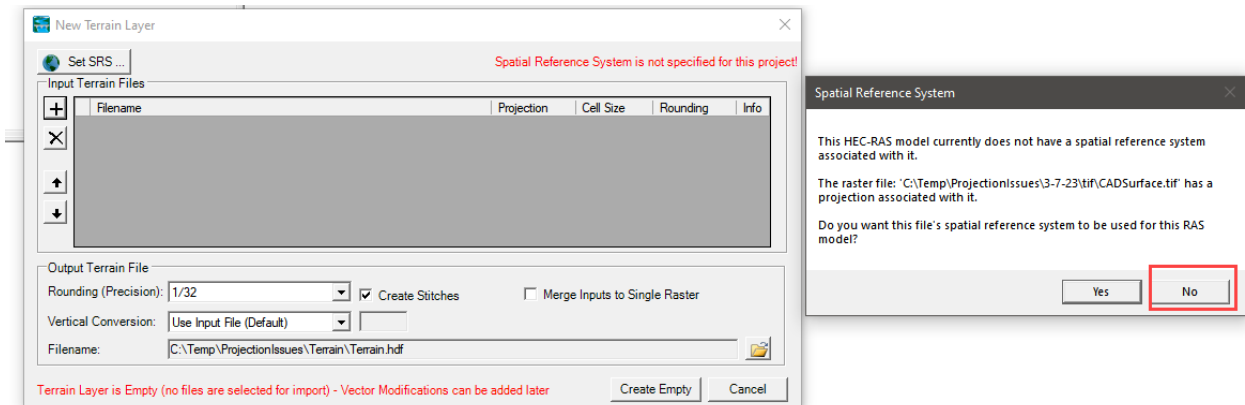 New Terrain Layer
Set SRS ...
Spatial Reference System is not specified for this project!
Input Terrain Files
Filename Projection Cell Size Rounding Info
Output Terrain File
Rounding (Precision): 1/32 Create Stitches Merge Inputs to Single Raster
Vertical Conversion: Use Input File (Default)
Filename: C:\Temp\ProjectionIssues\Terrain\Terrain.hdf
Terrain Layer is Empty (no files are selected for import) - Vector Modifications can be added later
Create Empty Cancel
Spatial Reference System
This HEC-RAS model currently does not have a spatial reference system
associated with it.
The raster file: 'C:\Temp\ProjectionIssues\3-7-23\tif\CADSurface.tif' has a
projection associated with it.
Do you want this file's spatial reference system to be used for this RAS
model?
Yes No